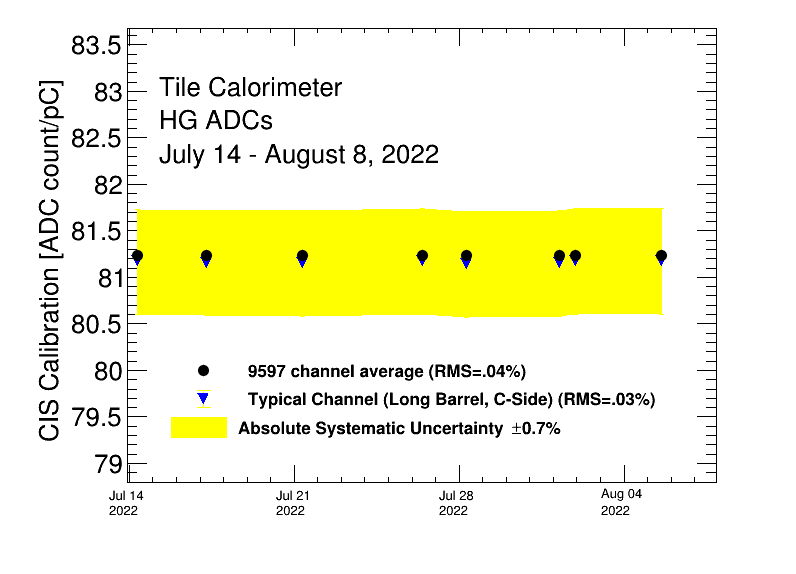 CIS Calibration [ADC count/pC]
83.5
83
82.5
82
81.5
81
80.5
80
79.5
79
Tile Calorimeter
HG ADCs
July 14 - August 8, 2022
9597 channel average (RMS=.04%)
Typical Channel (Long Barrel, C-Side) (RMS=.03%)
Absolute Systematic Uncertainty ±0.7%
Jul 14
2022
Jul 21
2022
Jul 28
2022
Aug 04
2022